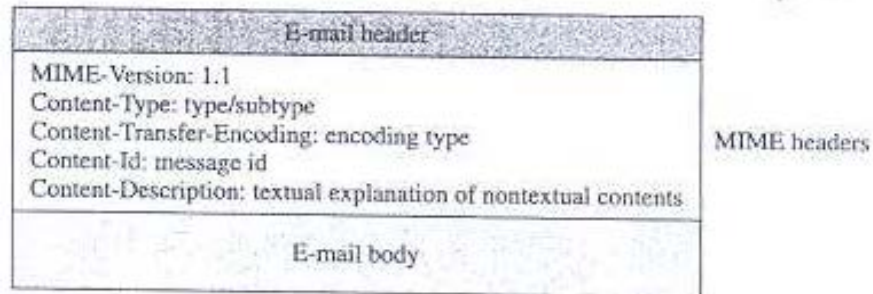 E-mail header
MIME-Version: 1.1
Content-Type: type/subtype
Content-Transfer-Encoding: encoding type
Content-Id: message id
Content-Description: textual explanation of nontextual contents
MIME headers
E-mail body